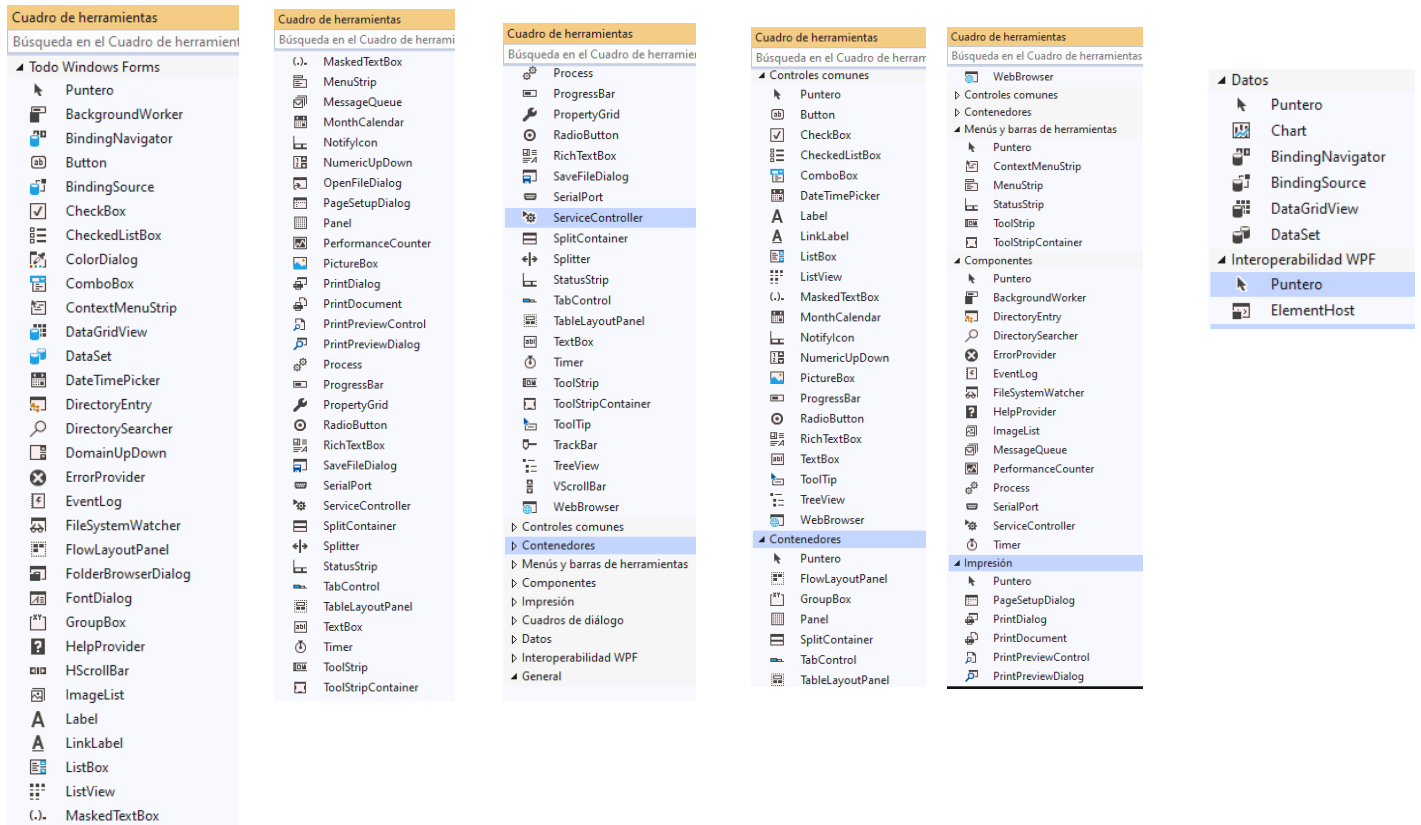 Cuadro de herramientas
Búsqueda en el Cuadro de herramient
Todo Windows Forms
Puntero
BackgroundWorker
BindingNavigator
Button
BindingSource
CheckBox
CheckedListBox
ColorDialog
ComboBox
ContextMenuStrip
DataGridView
DataSet
DateTimePicker
DirectoryEntry
DirectorySearcher
DomainUpDown
ErrorProvider
EventLog
FileSystemWatcher
FlowLayoutPanel
FolderBrowserDialog
FontDialog
GroupBox
HelpProvider
HScrollBar
ImageList
Label
LinkLabel
ListBox
ListView
MaskedTextBox
Cuadro de herramientas
Búsqueda en el Cuadro de herrami
MaskedTextBox
MenuStrip
MessageQueue
MonthCalendar
NotifyIcon
NumericUpDown
OpenFileDialog
PageSetupDialog
Panel
PerformanceCounter
PictureBox
PrintDialog
PrintDocument
PrintPreviewControl
PrintPreviewDialog
Process
ProgressBar
PropertyGrid
RadioButton
RichTextBox
SaveFileDialog
SerialPort
ServiceController
SplitContainer
Splitter
StatusStrip
TabControl
TableLayoutPanel
TextBox
Timer
ToolStrip
ToolStripContainer
Cuadro de herramientas
Búsqueda en el Cuadro de herramie
Process
ProgressBar
PropertyGrid
RadioButton
RichTextBox
SaveFileDialog
SerialPort
ServiceController
SplitContainer
Splitter
StatusStrip
TabControl
TableLayoutPanel
TextBox
Timer
ToolStrip
ToolStripContainer
ToolTip
TrackBar
TreeView
VScrollBar
WebBrowser
Controles comunes
Contenedores
Menús y barras de herramientas
Componentes
Impresión
Cuadros de diálogo
Datos
Interoperabilidad WPF
General
Cuadro de herramientas
Búsqueda en el Cuadro de herram
Controles comunes
Puntero
Button
CheckBox
CheckedListBox
ComboBox
DateTimePicker
Label
LinkLabel
ListBox
ListView
MaskedTextBox
MonthCalendar
NotifyIcon
NumericUpDown
PictureBox
ProgressBar
RadioButton
RichTextBox
TextBox
ToolTip
TreeView
WebBrowser
Contenedores
Puntero
FlowLayoutPanel
GroupBox
Panel
SplitContainer
TabControl
TableLayoutPanel
Cuadro de herramientas
Búsqueda en el Cuadro de herramientas
WebBrowser
Controles comunes
Contenedores
Menús y barras de herramientas
Puntero
ContextMenuStrip
MenuStrip
StatusStrip
ToolStrip
ToolStripContainer
Componentes
Puntero
BackgroundWorker
DirectoryEntry
DirectorySearcher
ErrorProvider
EventLog
FileSystemWatcher
HelpProvider
ImageList
MessageQueue
PerformanceCounter
Process
SerialPort
ServiceController
Timer
Impresión
Puntero
PageSetupDialog
PrintDialog
PrintDocument
PrintPreviewControl
PrintPreviewDialog
Datos
Puntero
Chart
BindingNavigator
BindingSource
DataGridView
DataSet
Interoperabilidad WPF
Puntero
ElementHost